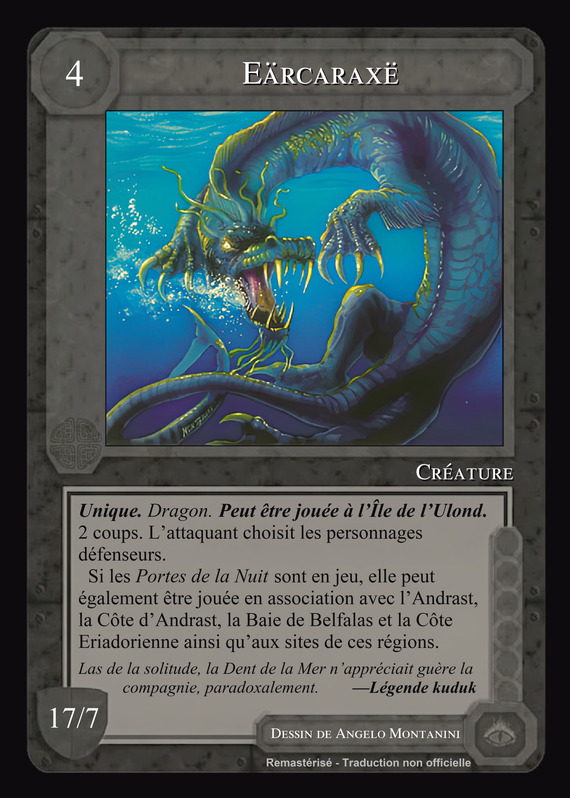 4
EÄRCARAXË
CRÉATURE
Unique. Dragon. Peut être jouée à l’Île de l’Ulond.
2 coups. L’attaquant choisit les personnages
défenseurs.
Si les Portes de la Nuit sont en jeu, elle peut
également être jouée en association avec l’Andrast,
la Côte d’Andrast, la Baie de Belfalas et la Côte
Eriadorienne ainsi qu’aux sites de ces régions.
Las de la solitude, la Dent de la Mer n’appréciait guère la
compagnie, paradoxalement. —Légende kuduk
17/7
DESSIN DE ANGELO MONTANINI
Remastérisé - Traduction non officielle